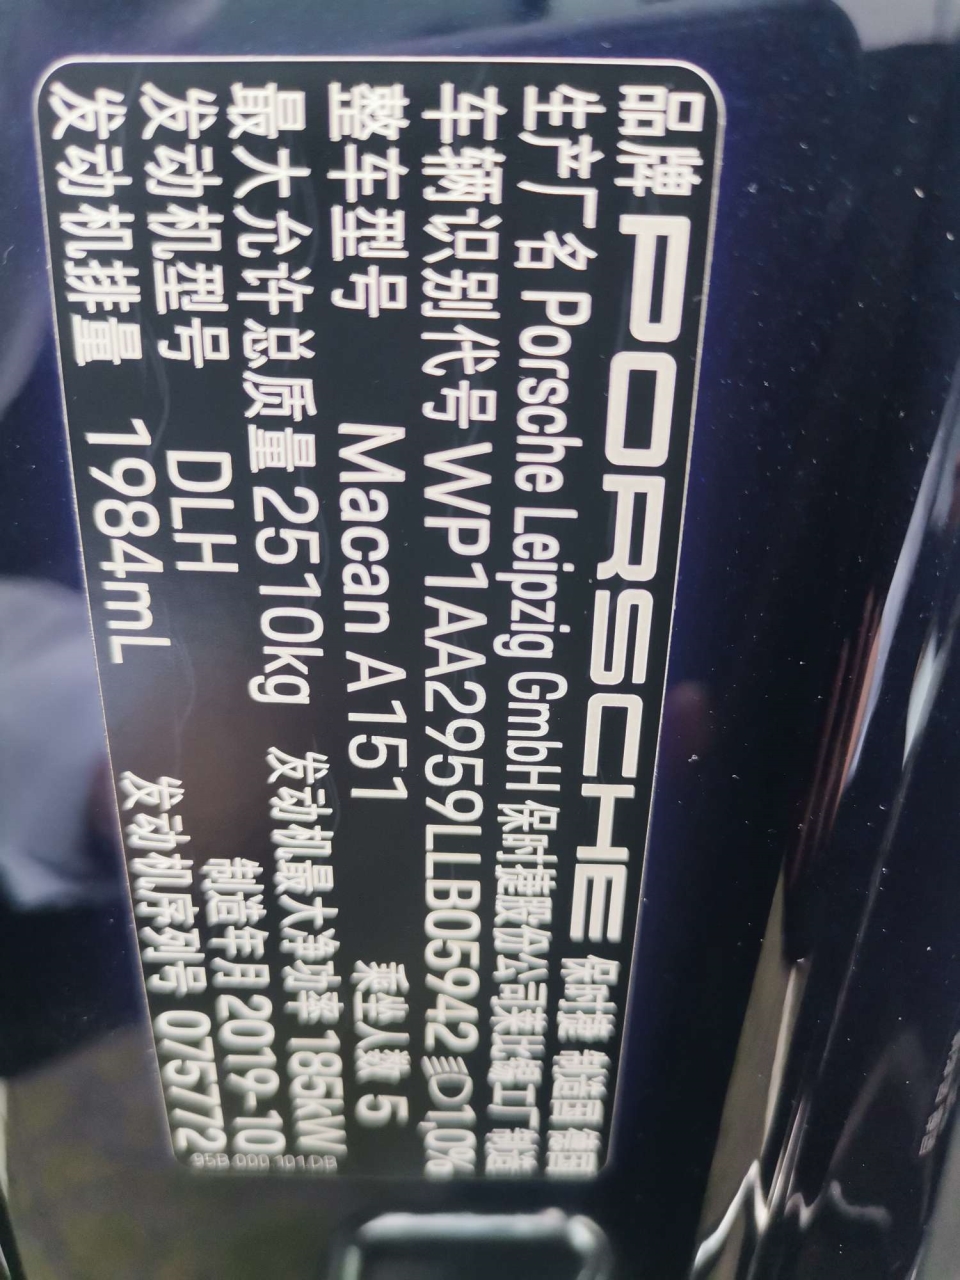 品牌 PORSCHE 保时捷 制造国 德国
生产厂名 Porsche Leipzig GmbH 保时捷股份公司莱比锡工厂 制造
车辆识别代号 WP1AA2959LLB05942 1,0%
整车型号 Macan A151 乘坐人数 5
最大允许总质量 2510kg 发动机最大净功率 185kW
发动机型号 DLH 制造年月 2019-10
发动机排量 1984mL 发动机序列号 075772
95B 000 101 DB